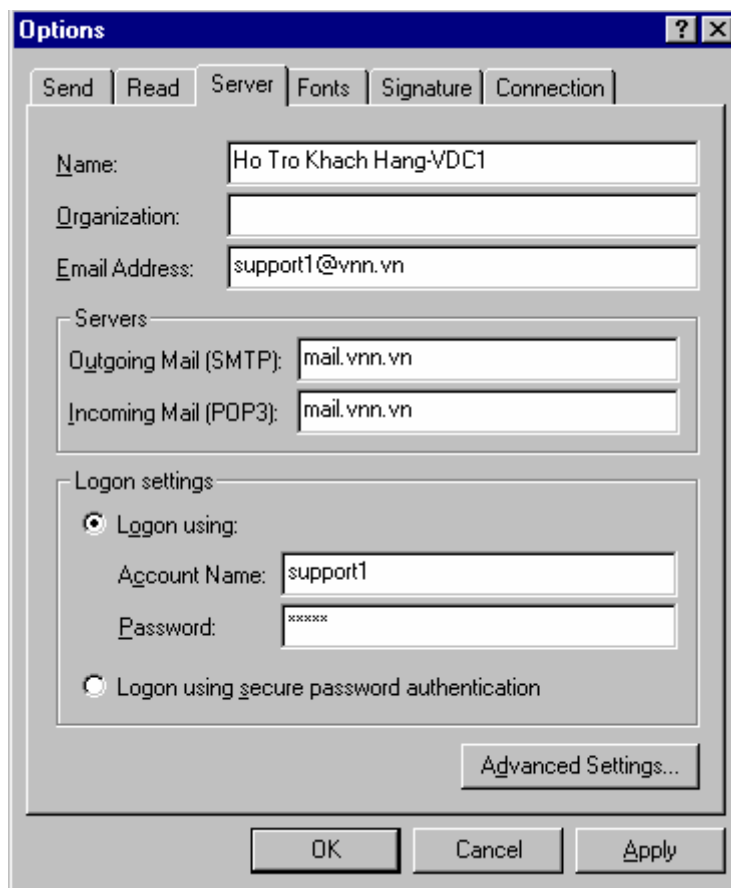 Options
Send Read Server Fonts Signature Connection
Name: Ho Tro Khach Hang-VDC1
Organization:
Email Address: support1@vnn.vn
Servers
Outgoing Mail (SMTP): mail.vnn.vn
Incoming Mail (POP3): mail.vnn.vn
Logon settings
Logon using:
Account Name: support1
Password: *****
Logon using secure password authentication
Advanced Settings...
OK Cancel Apply